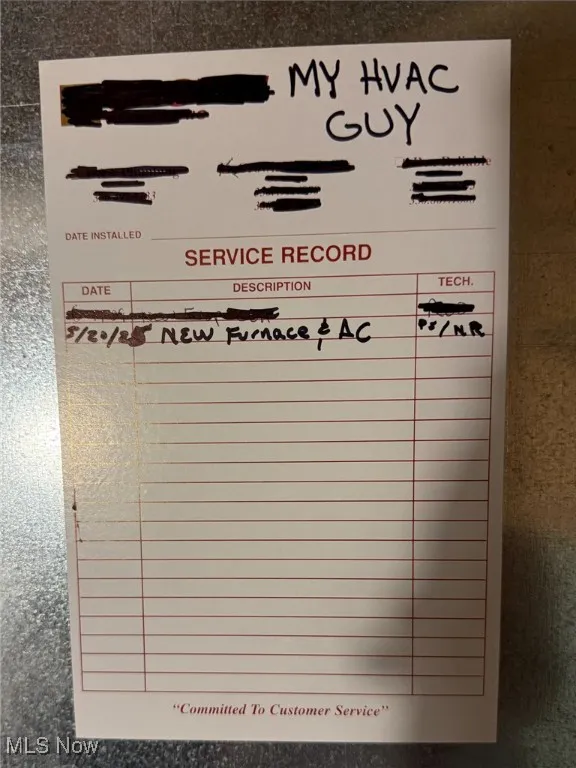 MY HVAC
GUY
DATE INSTALLED
SERVICE RECORD
DATE DESCRIPTION TECH.
5/20/25 NEW Furnace & AC PS/NR
"Committed To Customer Service"
MLS Now